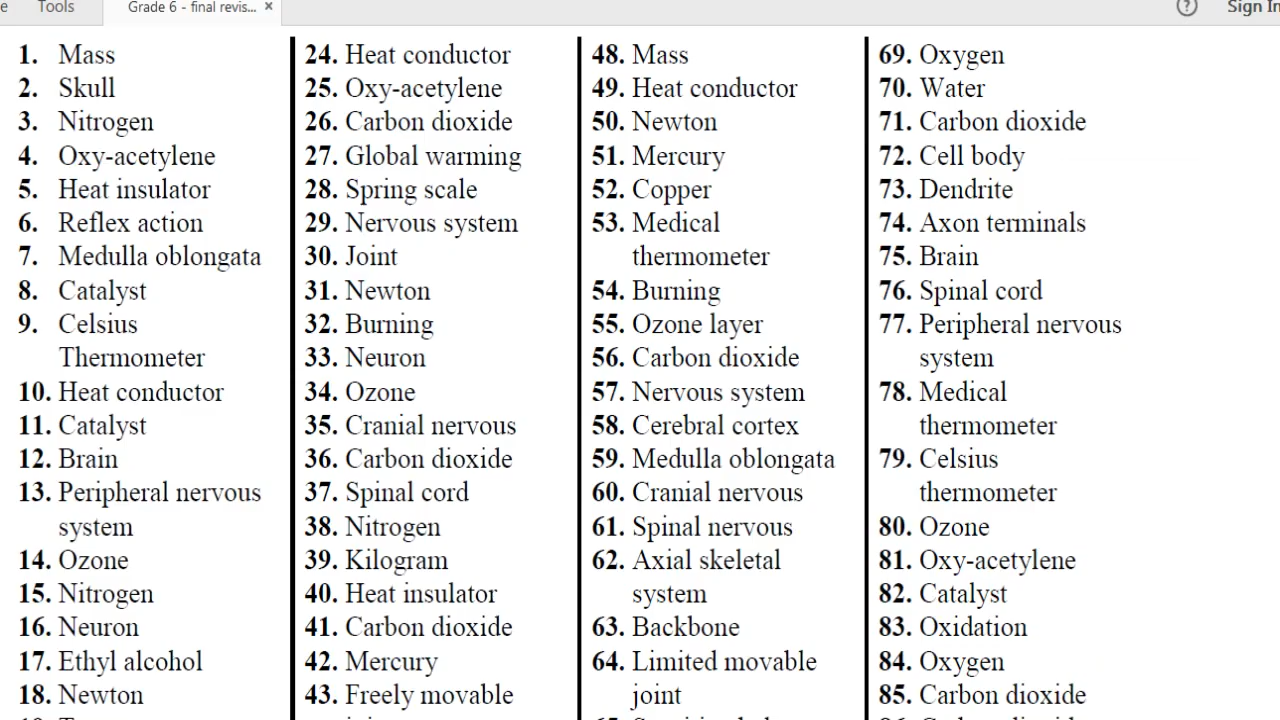 Tools
Grade 6 - final revis... ×
?
Sign In
1. Mass
2. Skull
3. Nitrogen
4. Oxy-acetylene
5. Heat insulator
6. Reflex action
7. Medulla oblongata
8. Catalyst
9. Celsius
Thermometer
10. Heat conductor
11. Catalyst
12. Brain
13. Peripheral nervous
system
14. Ozone
15. Nitrogen
16. Neuron
17. Ethyl alcohol
18. Newton
24. Heat conductor
25. Oxy-acetylene
26. Carbon dioxide
27. Global warming
28. Spring scale
29. Nervous system
30. Joint
31. Newton
32. Burning
33. Neuron
34. Ozone
35. Cranial nervous
36. Carbon dioxide
37. Spinal cord
38. Nitrogen
39. Kilogram
40. Heat insulator
41. Carbon dioxide
42. Mercury
43. Freely movable
48. Mass
49. Heat conductor
50. Newton
51. Mercury
52. Copper
53. Medical
thermometer
54. Burning
55. Ozone layer
56. Carbon dioxide
57. Nervous system
58. Cerebral cortex
59. Medulla oblongata
60. Cranial nervous
61. Spinal nervous
62. Axial skeletal
system
63. Backbone
64. Limited movable
joint
69. Oxygen
70. Water
71. Carbon dioxide
72. Cell body
73. Dendrite
74. Axon terminals
75. Brain
76. Spinal cord
77. Peripheral nervous
system
78. Medical
thermometer
79. Celsius
thermometer
80. Ozone
81. Oxy-acetylene
82. Catalyst
83. Oxidation
84. Oxygen
85. Carbon dioxide